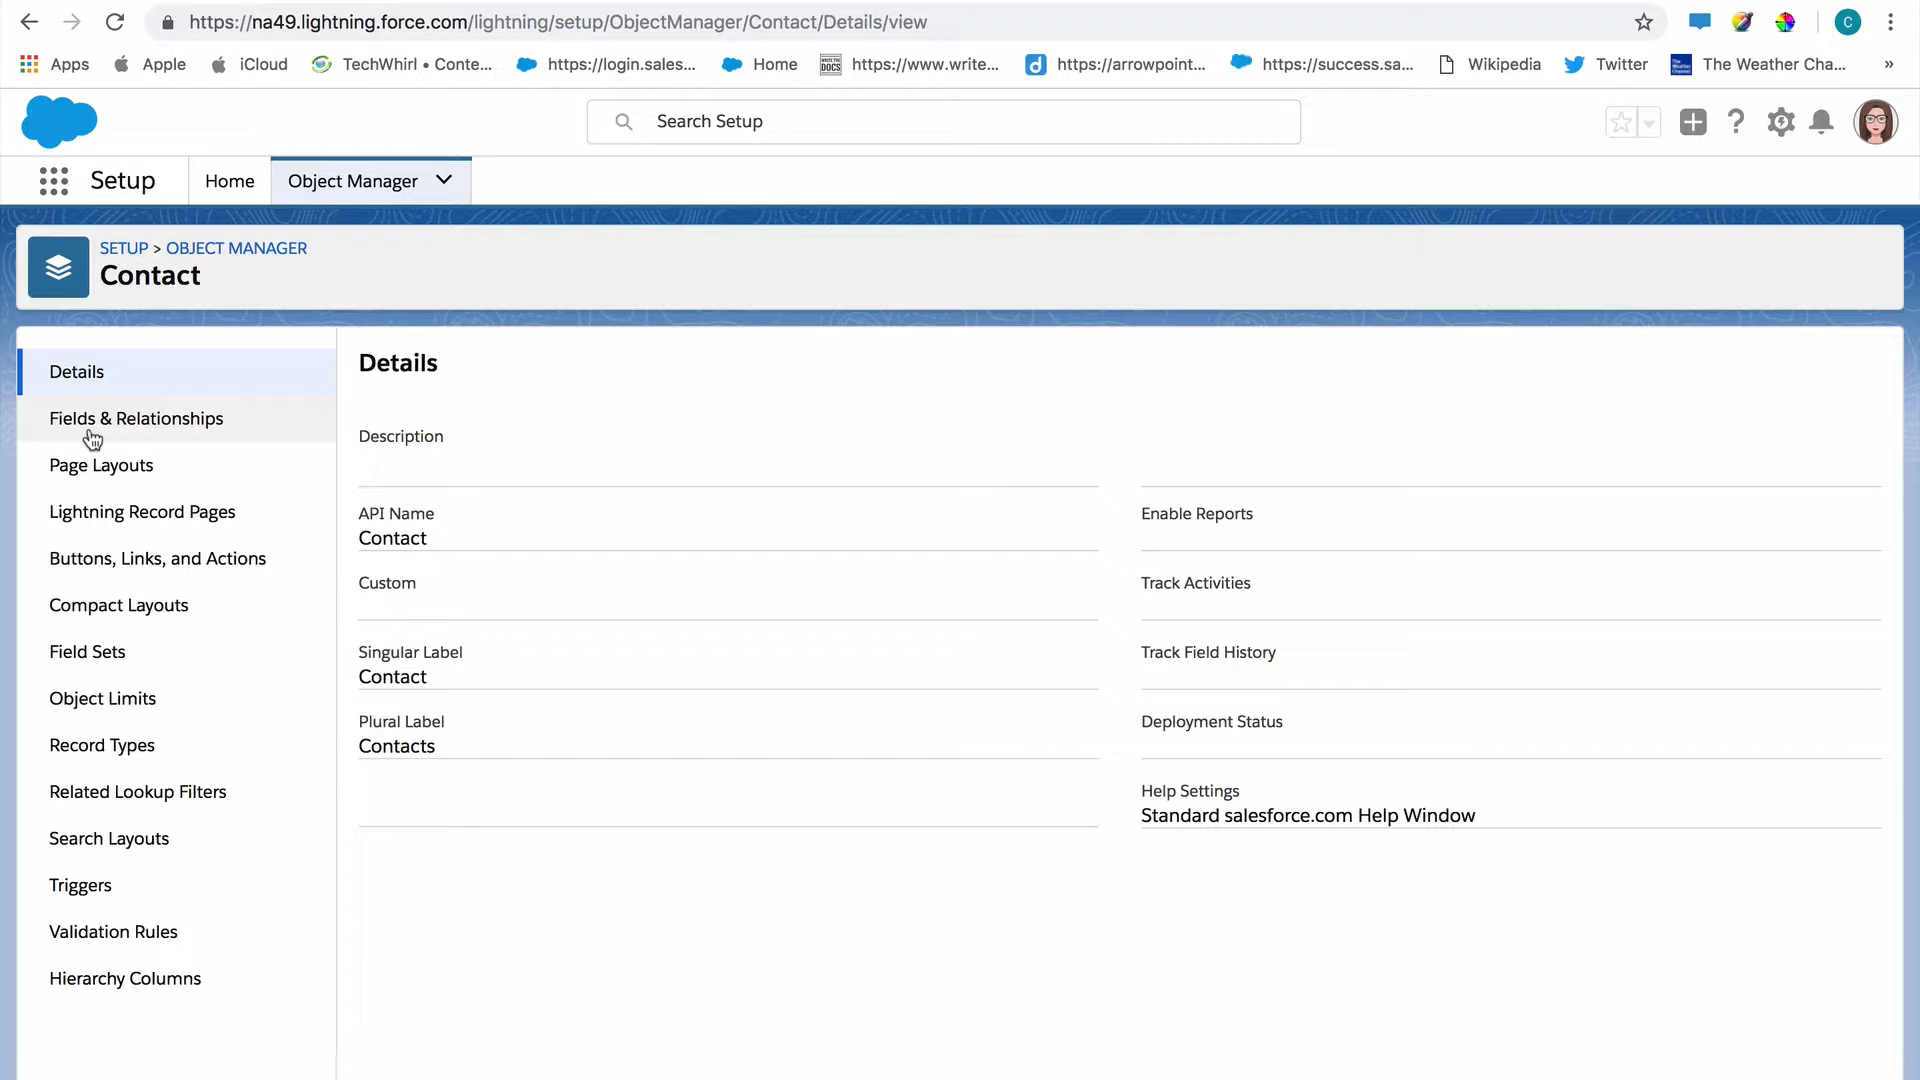 https://na49.lightning.force.com/lightning/setup/ObjectManager/Contact/Details/view
C
Apps Apple iCloud TechWhirl • Conte... https://login.sales... Home https://www.write... https://arrowpoint... https://success.sa... Wikipedia Twitter The Weather Cha... »
Search Setup
Setup Home Object Manager
SETUP > OBJECT MANAGER
Contact
Details
Fields & Relationships
Page Layouts
Lightning Record Pages
Buttons, Links, and Actions
Compact Layouts
Field Sets
Object Limits
Record Types
Related Lookup Filters
Search Layouts
Triggers
Validation Rules
Hierarchy Columns
Details
Description
API Name
Contact
Custom
Singular Label
Contact
Plural Label
Contacts
Enable Reports
Track Activities
Track Field History
Deployment Status
Help Settings
Standard salesforce.com Help Window